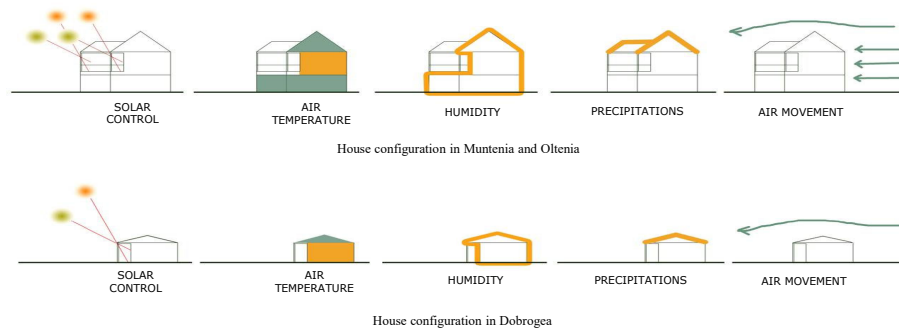 SOLAR
CONTROL
AIR
TEMPERATURE
HUMIDITY
PRECIPITATIONS
AIR MOVEMENT
House configuration in Muntenia and Oltenia
SOLAR
CONTROL
AIR
TEMPERATURE
HUMIDITY
PRECIPITATIONS
AIR MOVEMENT
House configuration in Dobrogea